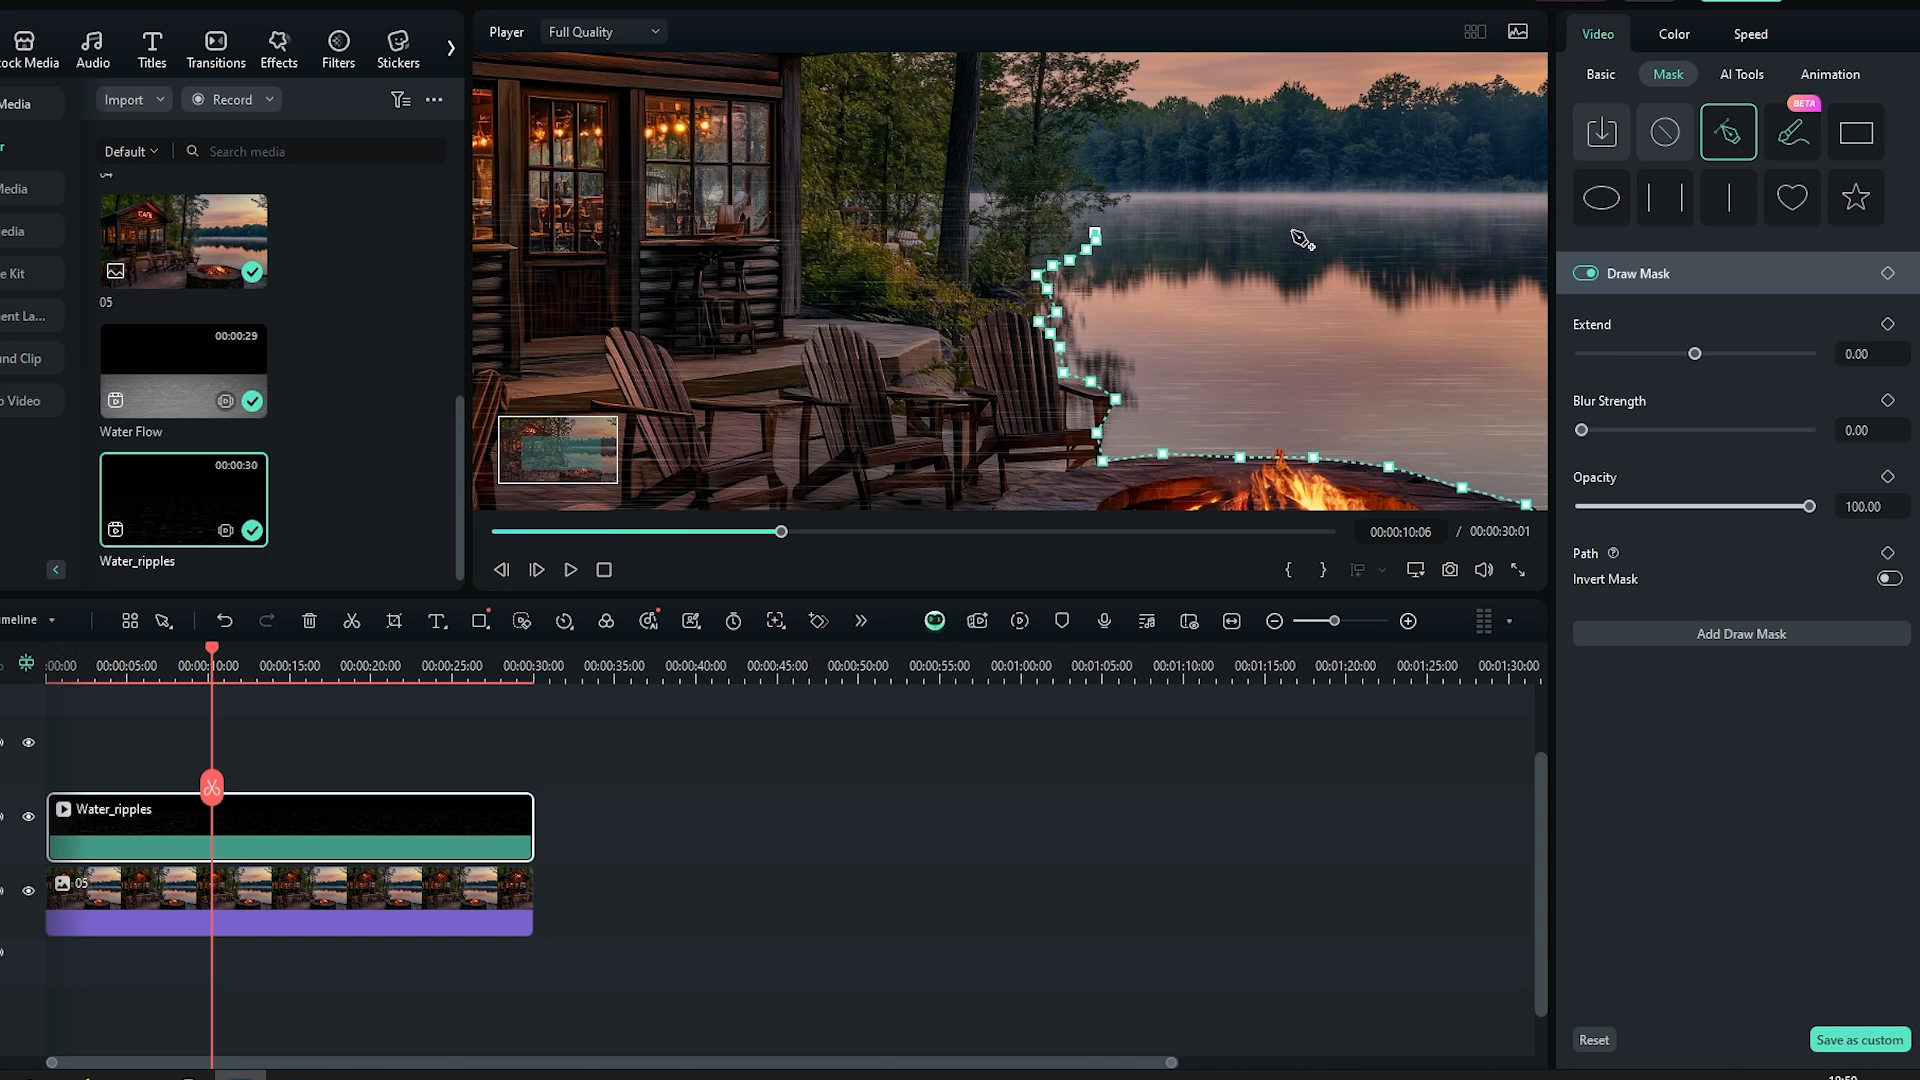 Player
Full Quality
Video
Color
Speed
ock Media
Audio
Titles
Transitions
Effects
Filters
Stickers
Basic
Mask
AI Tools
Animation
BETA
Media
Import
Record
Default
Search media
Media
edia
e Kit
ent La...
und Clip
o Video
CAFE
05
00:00:29
Water Flow
00:00:30
Water_ripples
Draw Mask
Extend
0.00
Blur Strength
0.00
Opacity
100.00
Path
Invert Mask
Add Draw Mask
00:00:10:06 / 00:00:30:01
meline
:00:00 00:00:05:00 00:00:10:00 00:00:15:00 00:00:20:00 00:00:25:00 00:00:30:00 00:00:35:00 00:00:40:00 00:00:45:00 00:00:50:00 00:00:55:00 00:01:00:00 00:01:05:00 00:01:10:00 00:01:15:00 00:01:20:00 00:01:25:00 00:01:30:00
Water_ripples
05
Reset
Save as custom